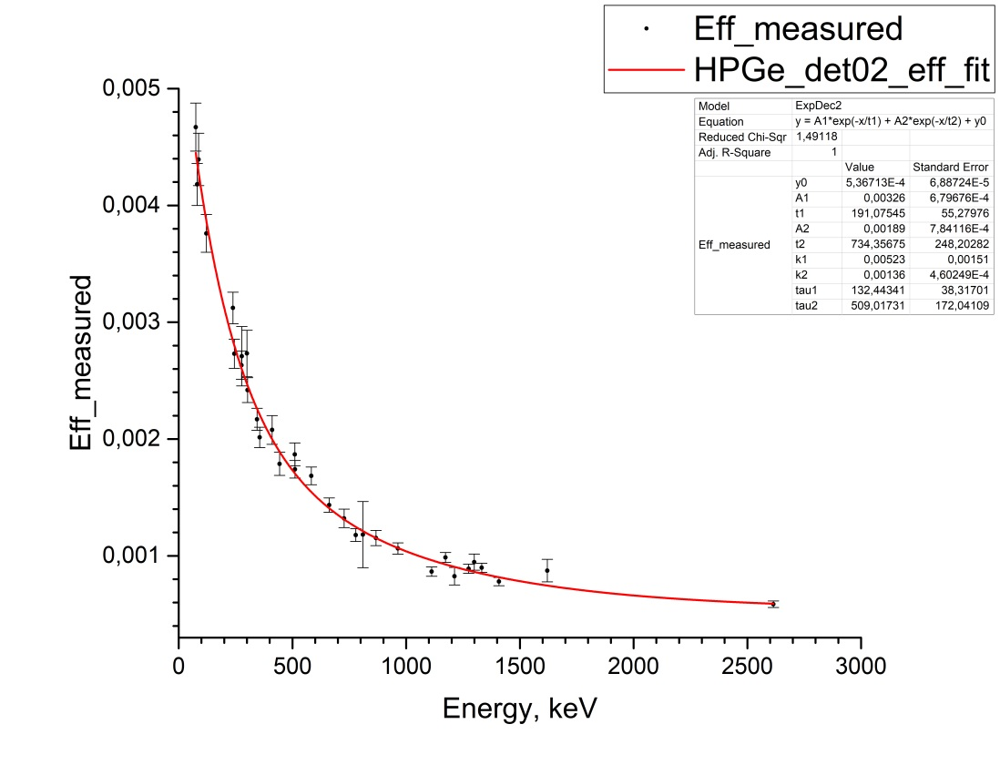 Eff_measured
HPGe_det02_eff_fit
Model ExpDec2
Equation y = A1*exp(-x/t1) + A2*exp(-x/t2) + y0
Reduced Chi-Sqr 1,49118
Adj. R-Square 1
Value Standard Error
y0 5,36713E-4 6,88724E-5
A1 0,00326 6,79676E-4
t1 191,07545 55,27976
A2 0,00189 7,84116E-4
Eff_measured t2 734,35675 248,20282
k1 0,00523 0,00151
k2 0,00136 4,60249E-4
tau1 132,44341 38,31701
tau2 509,01731 172,04109
0,005
0,004
0,003
0,002
0,001
Eff_measured
0 500 1000 1500 2000 2500 3000
Energy, keV